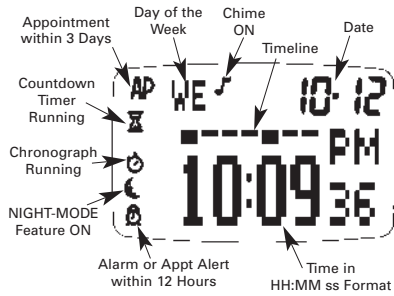 Appointment
within 3 Days
Day of the
Week
Chime
ON
Date
Timeline
Countdown
Timer
Running
Chronograph
Running
NIGHT-MODE
Feature ON
Alarm or Appt Alert
within 12 Hours
Time in
HH:MM ss Format
AP WE 10-12
PM
10:09 36